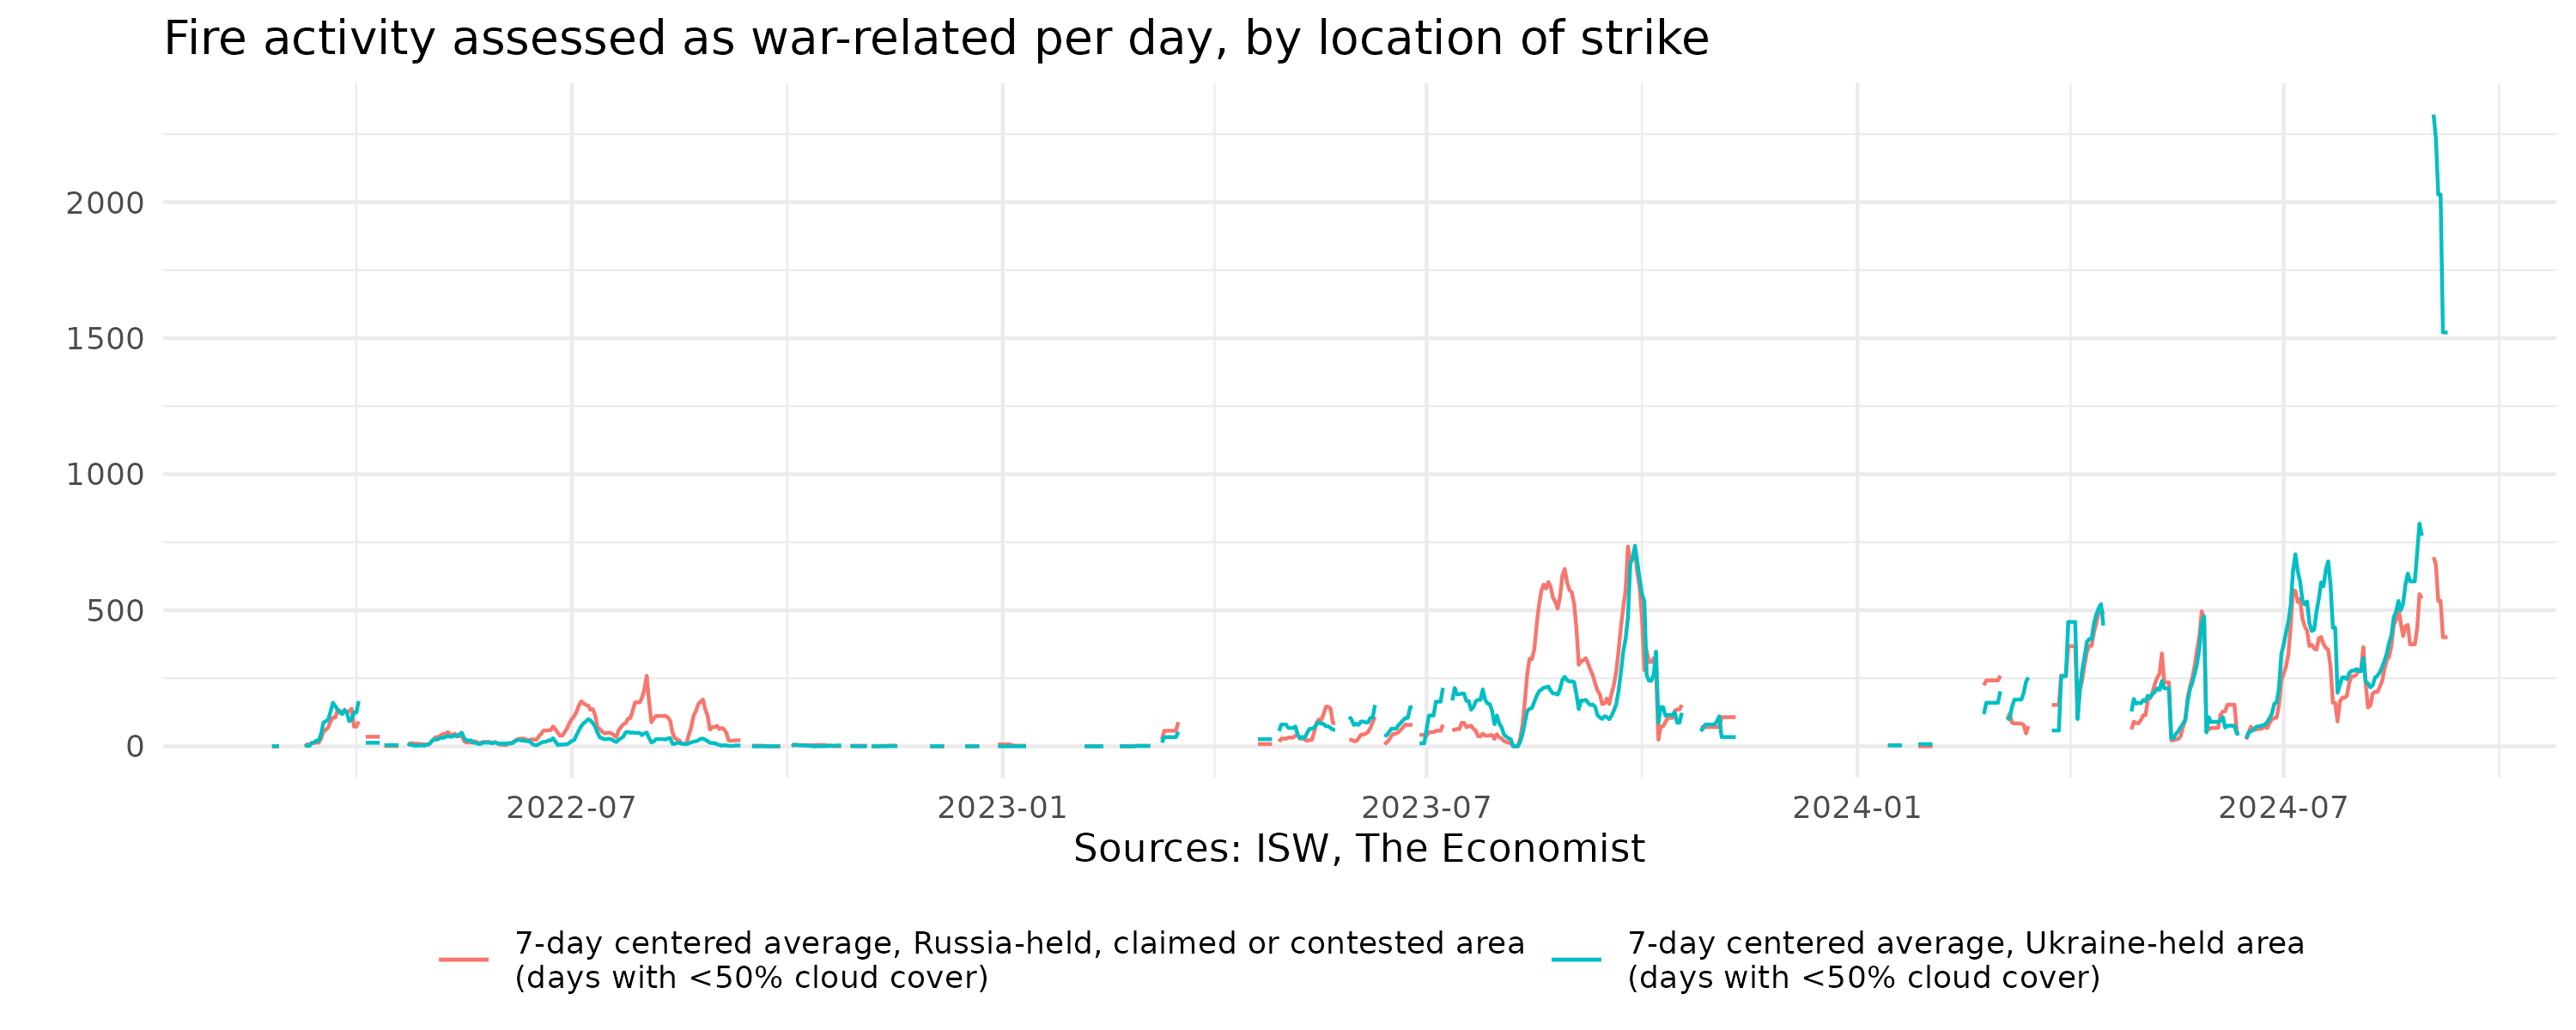 Fire activity assessed as war-related per day, by location of strike
2000
1500
1000
500
0
2022-07
2023-01
2023-07
2024-01
2024-07
Sources: ISW, The Economist
7-day centered average, Russia-held, claimed or contested area
(days with <50% cloud cover)
7-day centered average, Ukraine-held area
(days with <50% cloud cover)